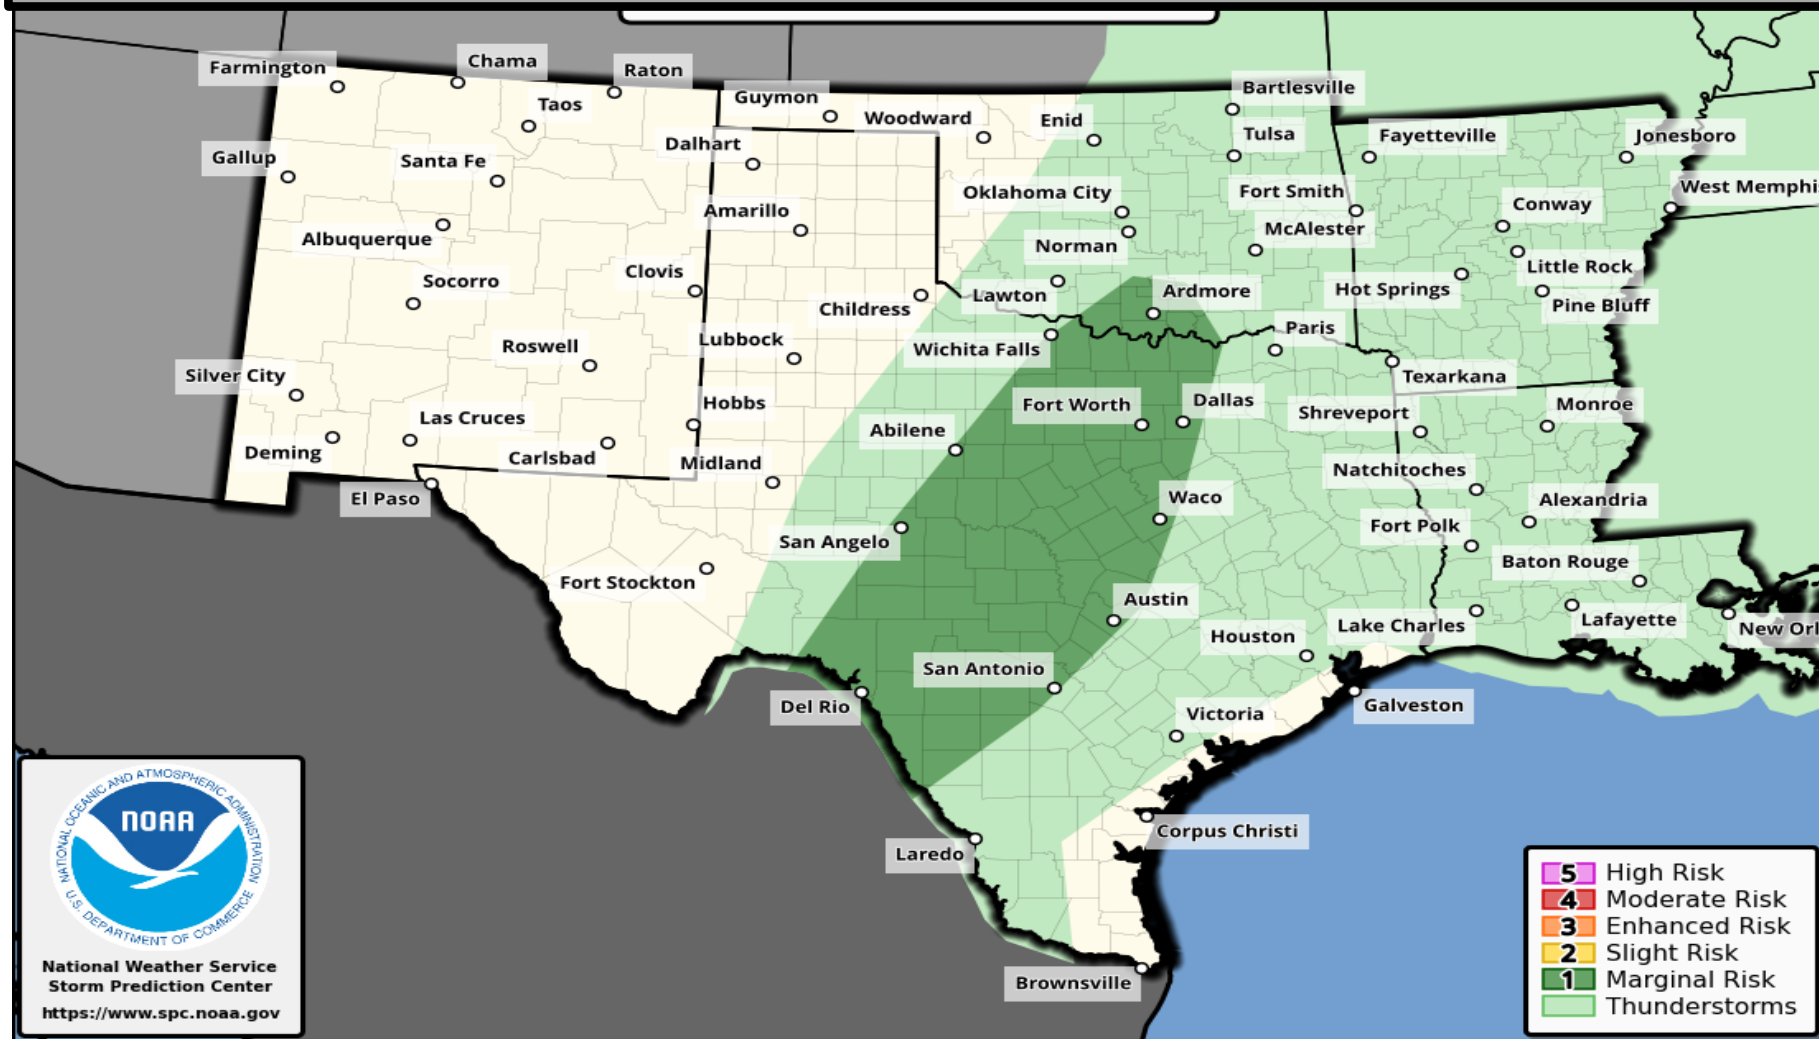 Farmington
Chama
Raton
Taos
Guymon
Woodward
Enid
Bartlesville
Tulsa
Fayetteville
Jonesboro
Gallup
Santa Fe
Dalhart
Oklahoma City
Fort Smith
Conway
West Memphi
Albuquerque
Amarillo
Norman
McAlester
Little Rock
Socorro
Clovis
Childress
Lawton
Ardmore
Hot Springs
Pine Bluff
Roswell
Lubbock
Wichita Falls
Paris
Texarkana
Silver City
Las Cruces
Hobbs
Abilene
Fort Worth
Dallas
Shreveport
Monroe
Deming
Carlsbad
Midland
Natchitoches
El Paso
Waco
Alexandria
San Angelo
Fort Polk
Fort Stockton
Baton Rouge
Austin
Houston
Lake Charles
Lafayette
New Orl
San Antonio
Del Rio
Victoria
Galveston
Corpus Christi
Laredo
Brownsville
NATIONAL OCEANIC AND ATMOSPHERIC ADMINISTRATION
NOAA
U.S. DEPARTMENT OF COMMERCE
National Weather Service
Storm Prediction Center
https://www.spc.noaa.gov
5 High Risk
4 Moderate Risk
3 Enhanced Risk
2 Slight Risk
1 Marginal Risk
Thunderstorms